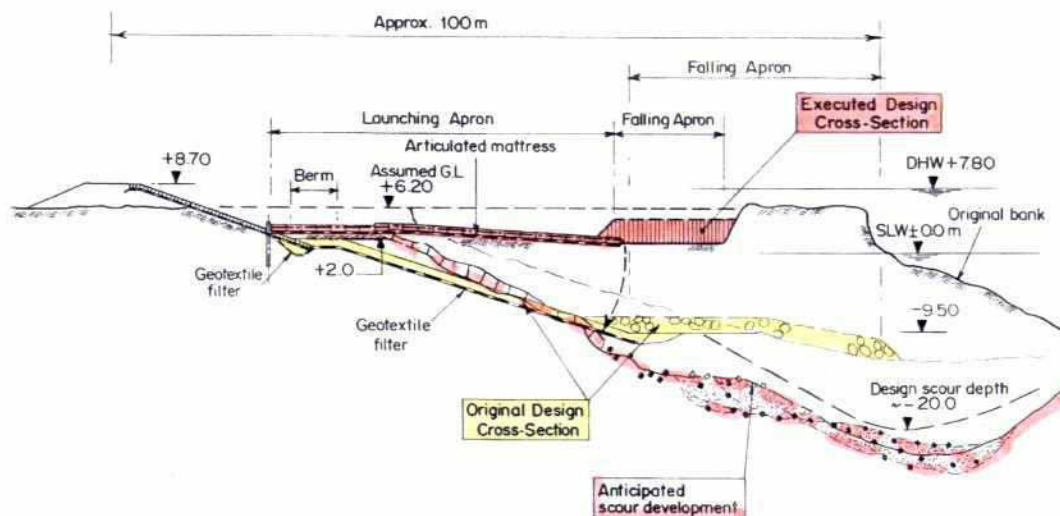 Approx. 100 m
Falling Apron
Executed Design
Cross-Section
Launching Apron
Falling Apron
Articulated mattress
+8.70
Berm
Assumed G.L
+6.20
DHW+7.80
Original bank
SLW±0.0 m
Geotextile
filter
+2.0
Geotextile
filter
-9.50
Design scour depth
~-20.0
Original Design
Cross-Section
Anticipated
scour development